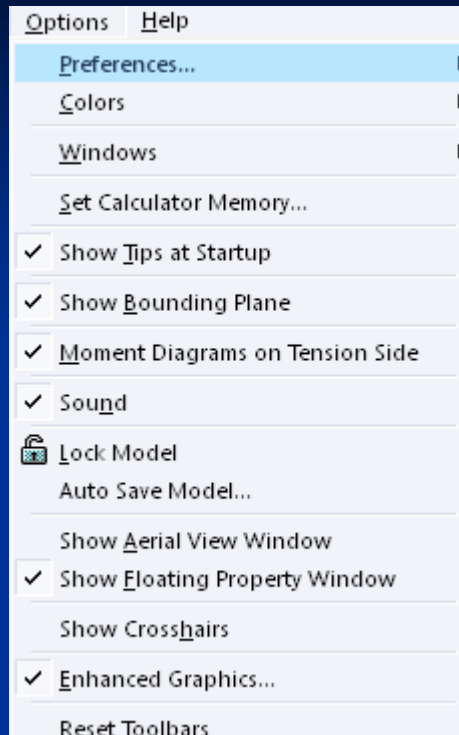 Options Help
Preferences...
Colors
Windows
Set Calculator Memory...
Show Tips at Startup
Show Bounding Plane
Moment Diagrams on Tension Side
Sound
Lock Model
Auto Save Model...
Show Aerial View Window
Show Floating Property Window
Show Crosshairs
Enhanced Graphics...
Reset Toolbars